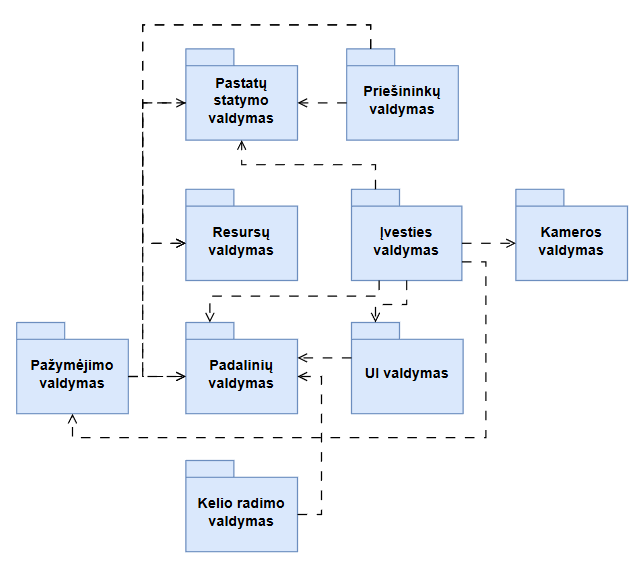 Pastatų
statymo
valdymas
Priešininkų
valdymas
Resursų
valdymas
Įvesties
valdymas
Kameros
valdymas
Pažymėjimo
valdymas
Padalinių
valdymas
UI valdymas
Kelio radimo
valdymas